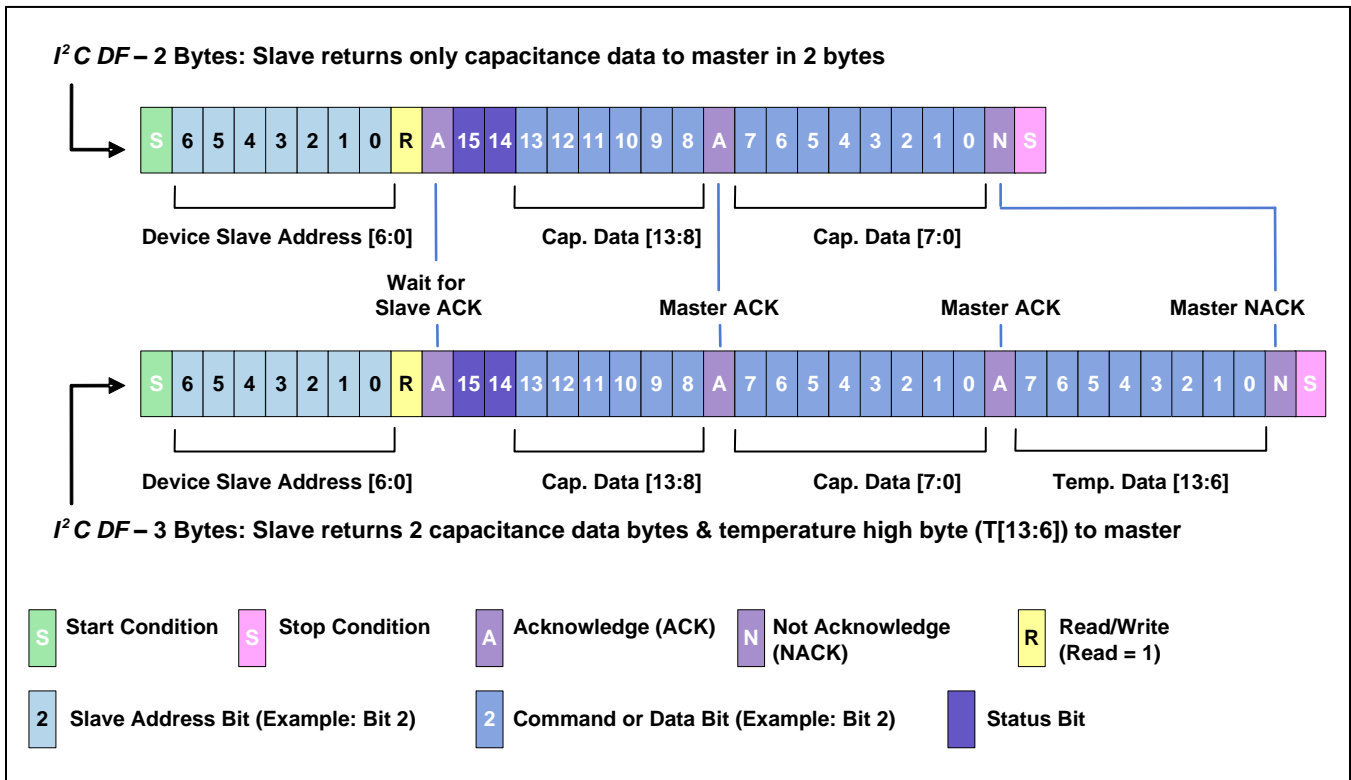 I² C DF – 2 Bytes: Slave returns only capacitance data to master in 2 bytes
S 6 5 4 3 2 1 0 R A 15 14 13 12 11 10 9 8 A 7 6 5 4 3 2 1 0 N S
Device Slave Address [6:0] Cap. Data [13:8] Cap. Data [7:0]
Wait for
Slave ACK Master ACK Master ACK Master NACK
S 6 5 4 3 2 1 0 R A 15 14 13 12 11 10 9 8 A 7 6 5 4 3 2 1 0 A 7 6 5 4 3 2 1 0 N S
Device Slave Address [6:0] Cap. Data [13:8] Cap. Data [7:0] Temp. Data [13:6]
I² C DF – 3 Bytes: Slave returns 2 capacitance data bytes & temperature high byte (T[13:6]) to master
S Start Condition S Stop Condition A Acknowledge (ACK) N Not Acknowledge R Read/Write
(NACK) (Read = 1)
2 Slave Address Bit (Example: Bit 2) 2 Command or Data Bit (Example: Bit 2) Status Bit